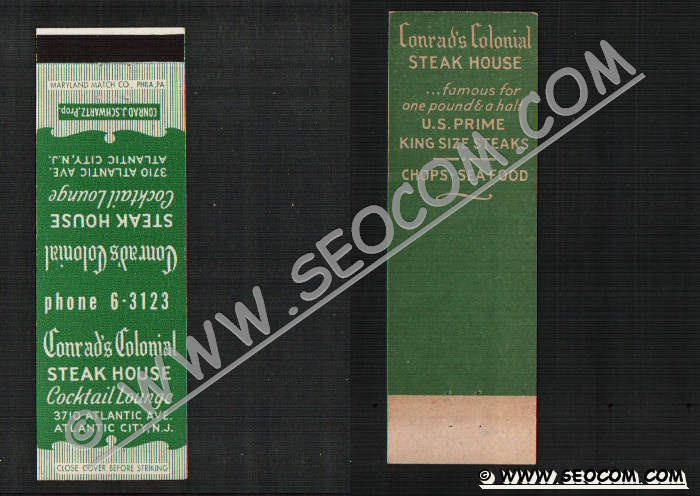 MARYLAND MATCH CO., PHILA., PA
CONRAD J. SCHWARTZ, Prop.
Conrad's Colonial
STEAK HOUSE
Cocktail Lounge
3710 ATLANTIC AVE.
ATLANTIC CITY, N.J.
phone 6-3123
Conrad's Colonial
STEAK HOUSE
Cocktail Lounge
3710 ATLANTIC AVE.
ATLANTIC CITY, N.J.
CLOSE COVER BEFORE STRIKING
Conrad's Colonial
STEAK HOUSE
...famous for
one pound & a half
U.S. PRIME
KING SIZE STEAKS
CHOPS-SEA FOOD
© WWW.SEOCOM.COM
© WWW.SEOCOM.COM